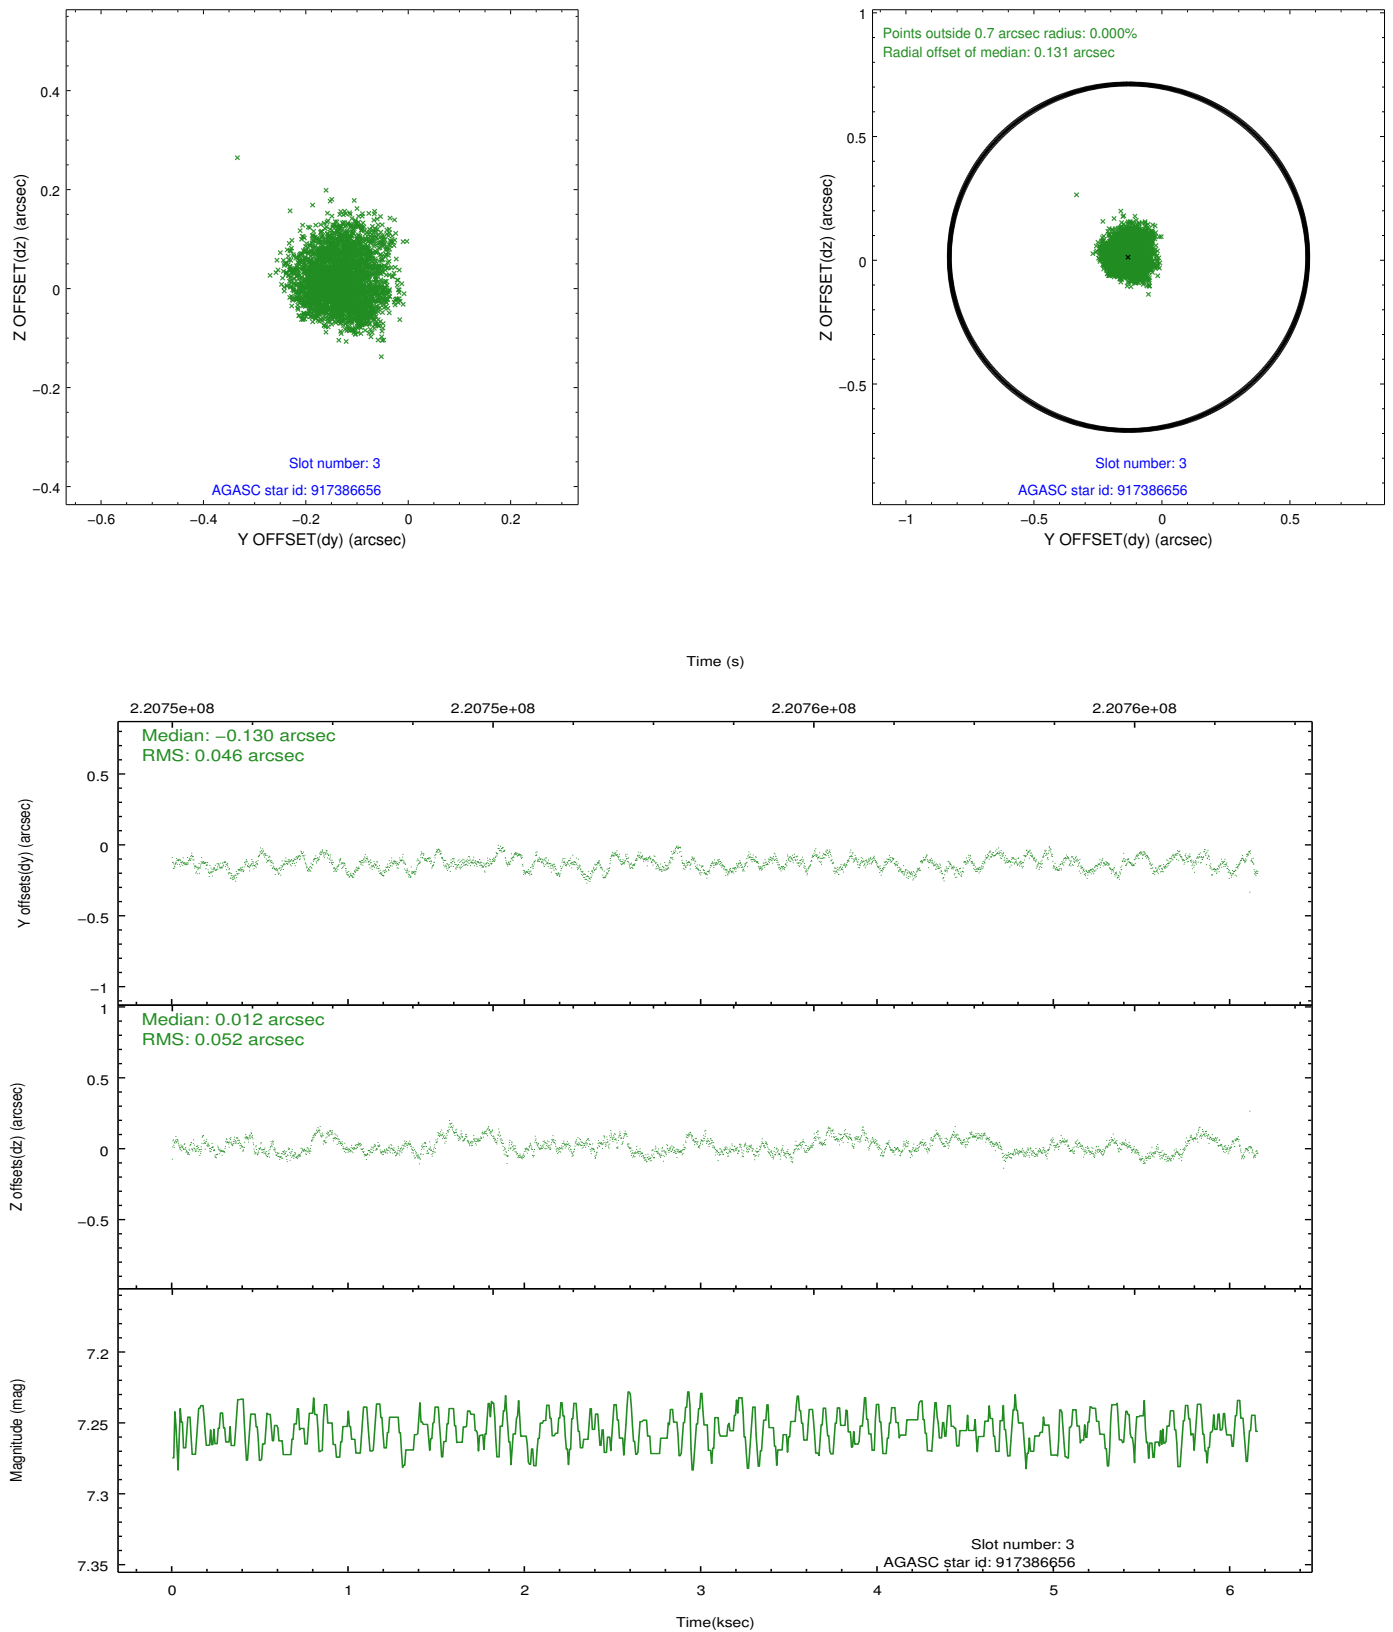 0.4
0.2
0
−0.2
−0.4
Z OFFSET(dz) (arcsec)
Slot number: 3
AGASC star id: 917386656
−0.6
−0.4
−0.2
0
0.2
Y OFFSET(dy) (arcsec)
Points outside 0.7 arcsec radius: 0.000%
Radial offset of median: 0.131 arcsec
1
0.5
0
−0.5
Z OFFSET(dz) (arcsec)
Slot number: 3
AGASC star id: 917386656
−1
−0.5
0
0.5
Y OFFSET(dy) (arcsec)
Time (s)
2.2075e+08
2.2075e+08
2.2076e+08
2.2076e+08
Median: −0.130 arcsec
RMS: 0.046 arcsec
0.5
0
−0.5
−1
Y offsets(dy) (arcsec)
Median: 0.012 arcsec
RMS: 0.052 arcsec
1
0.5
0
−0.5
Z offsets(dz) (arcsec)
7.2
7.25
7.3
7.35
Magnitude (mag)
Slot number: 3
AGASC star id: 917386656
0
1
2
3
4
5
6
Time(ksec)